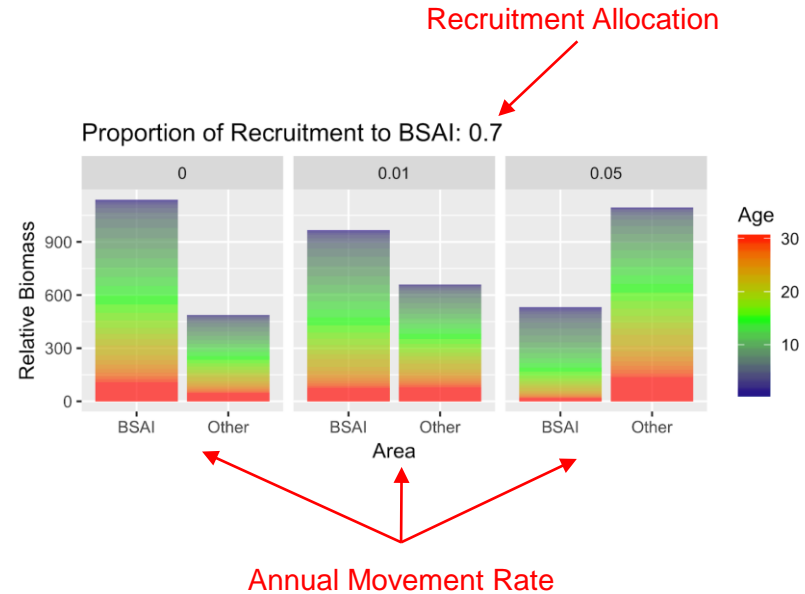 Recruitment Allocation
Proportion of Recruitment to BSAI: 0.7
0 0.01 0.05
Relative Biomass
900
600
300
0
BSAI Other BSAI Other BSAI Other
Area
Age
30
20
10
Annual Movement Rate